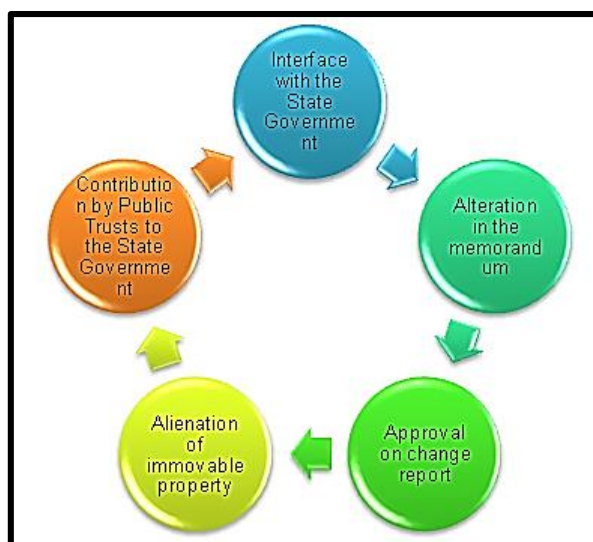 Interface
with the
State
Governme
nt
Alteration
in the
memorand
um
Approval
on change
report
Alienation
of
immovable
property
Contributio
n by Public
Trusts to
the State
Governme
nt